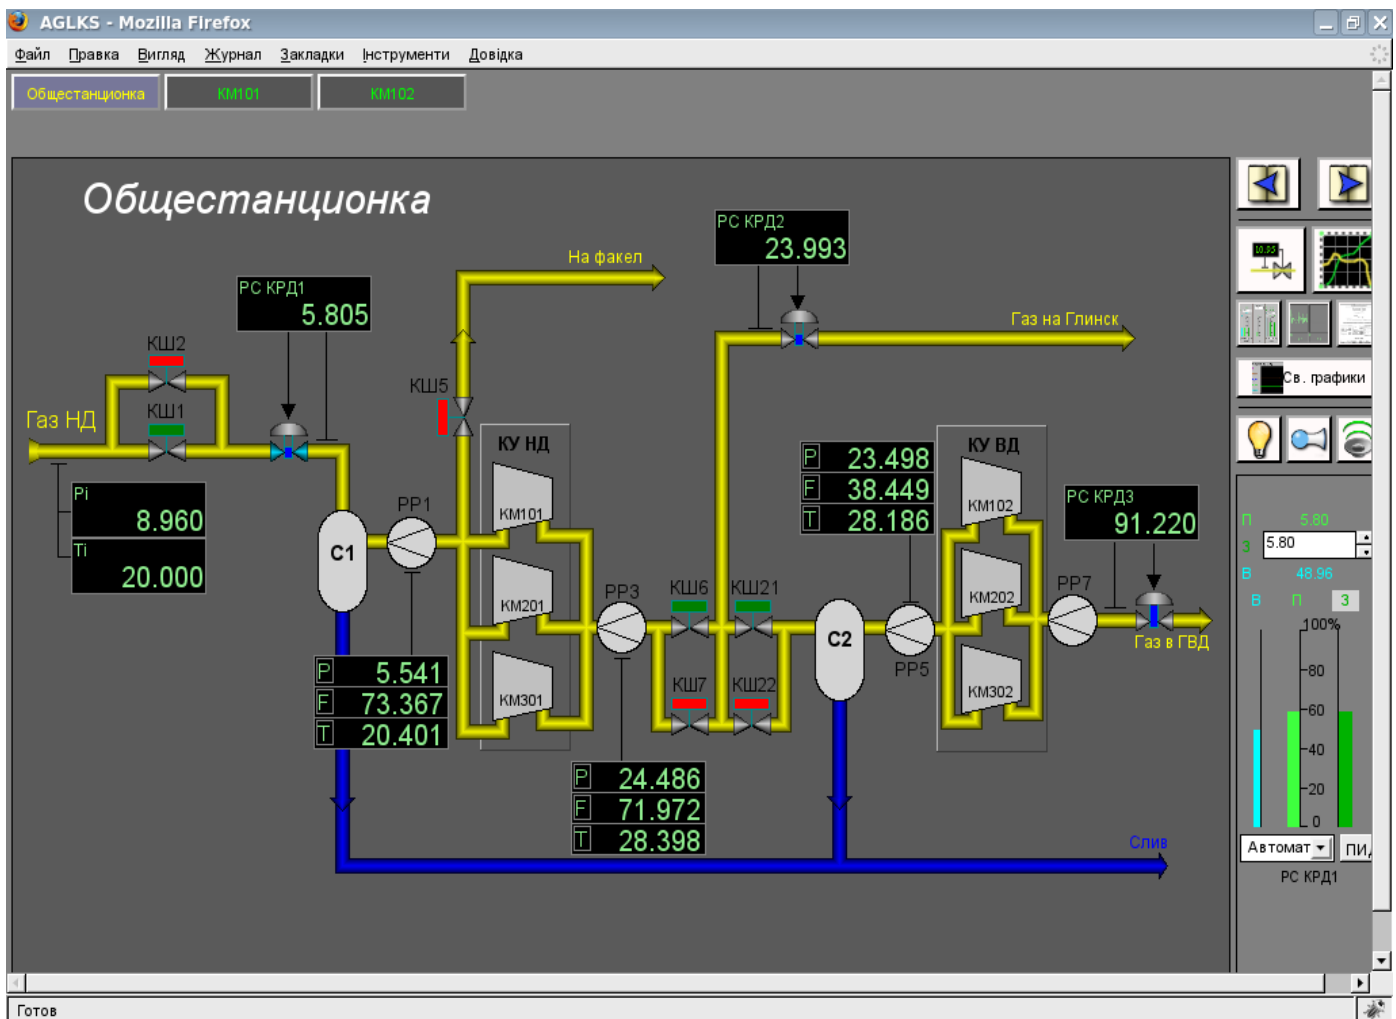 AGLKS - Mozilla Firefox
Файл Правка Вигляд Журнал Закладки Інструменти Довідка
Общестанционка КМ101 КМ102
Общестанционка
РС КРД2
23.993
На факел
РС КРД1
5.805
Газ на Глинск
10.95
КШ2
КШ5
Св. графики
Газ НД
КШ1
КУ НД
КУ ВД
P 23.498
F 38.449
T 28.186
Pi
8.960
Ti
20.000
РР1
КМ101
КМ102
РС КРД3
91.220
П 5.80
З 5.80
В 48.96
В П З
С1
КМ201
РР3
КШ6
КШ21
С2
КМ202
РР7
РР5
Газ в ГВД
100%
80
60
40
20
0
P 5.541
F 73.367
T 20.401
КМ301
КШ7
КШ22
КМ302
P 24.486
F 71.972
T 28.398
Слив
Автомат
ПИД
РС КРД1
Готов